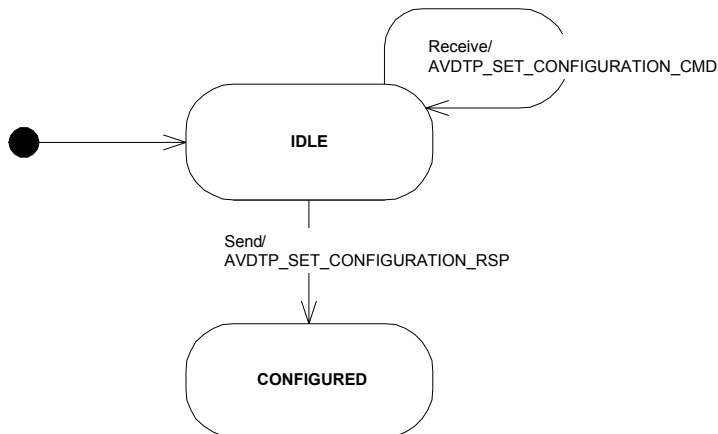 Receive/
AVDTP_SET_CONFIGURATION_CMD
IDLE
Send/
AVDTP_SET_CONFIGURATION_RSP
CONFIGURED